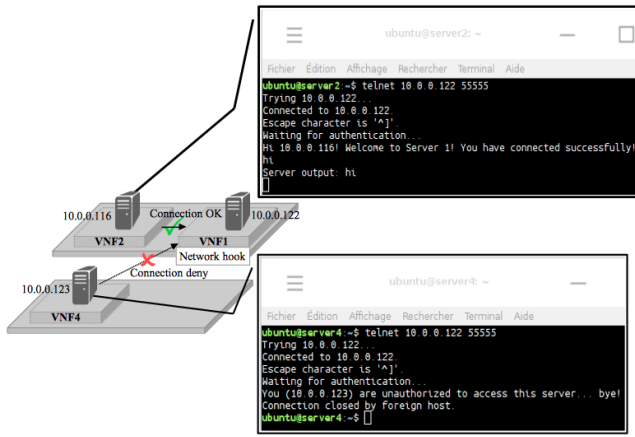 ubuntu@server2: ~
Fichier Édition Affichage Rechercher Terminal Aide
ubuntu@server2:~$ telnet 10.0.0.122 55555
Trying 10.0.0.122...
Connected to 10.0.0.122.
Escape character is '^]'.
Waiting for authentication...
Hi 10.0.0.116! Welcome to Server 1! You have connected successfully!
hi
Server output: hi
10.0.0.116
Connection OK
10.0.0.122
VNF2
VNF1
Network hook
Connection deny
10.0.0.123
VNF4
ubuntu@server4: ~
Fichier Édition Affichage Rechercher Terminal Aide
ubuntu@server4:~$ telnet 10.0.0.122 55555
Trying 10.0.0.122...
Connected to 10.0.0.122.
Escape character is '^]'.
Waiting for authentication...
You (10.0.0.123) are unauthorized to access this server... bye!
Connection closed by foreign host.
ubuntu@server4:~$